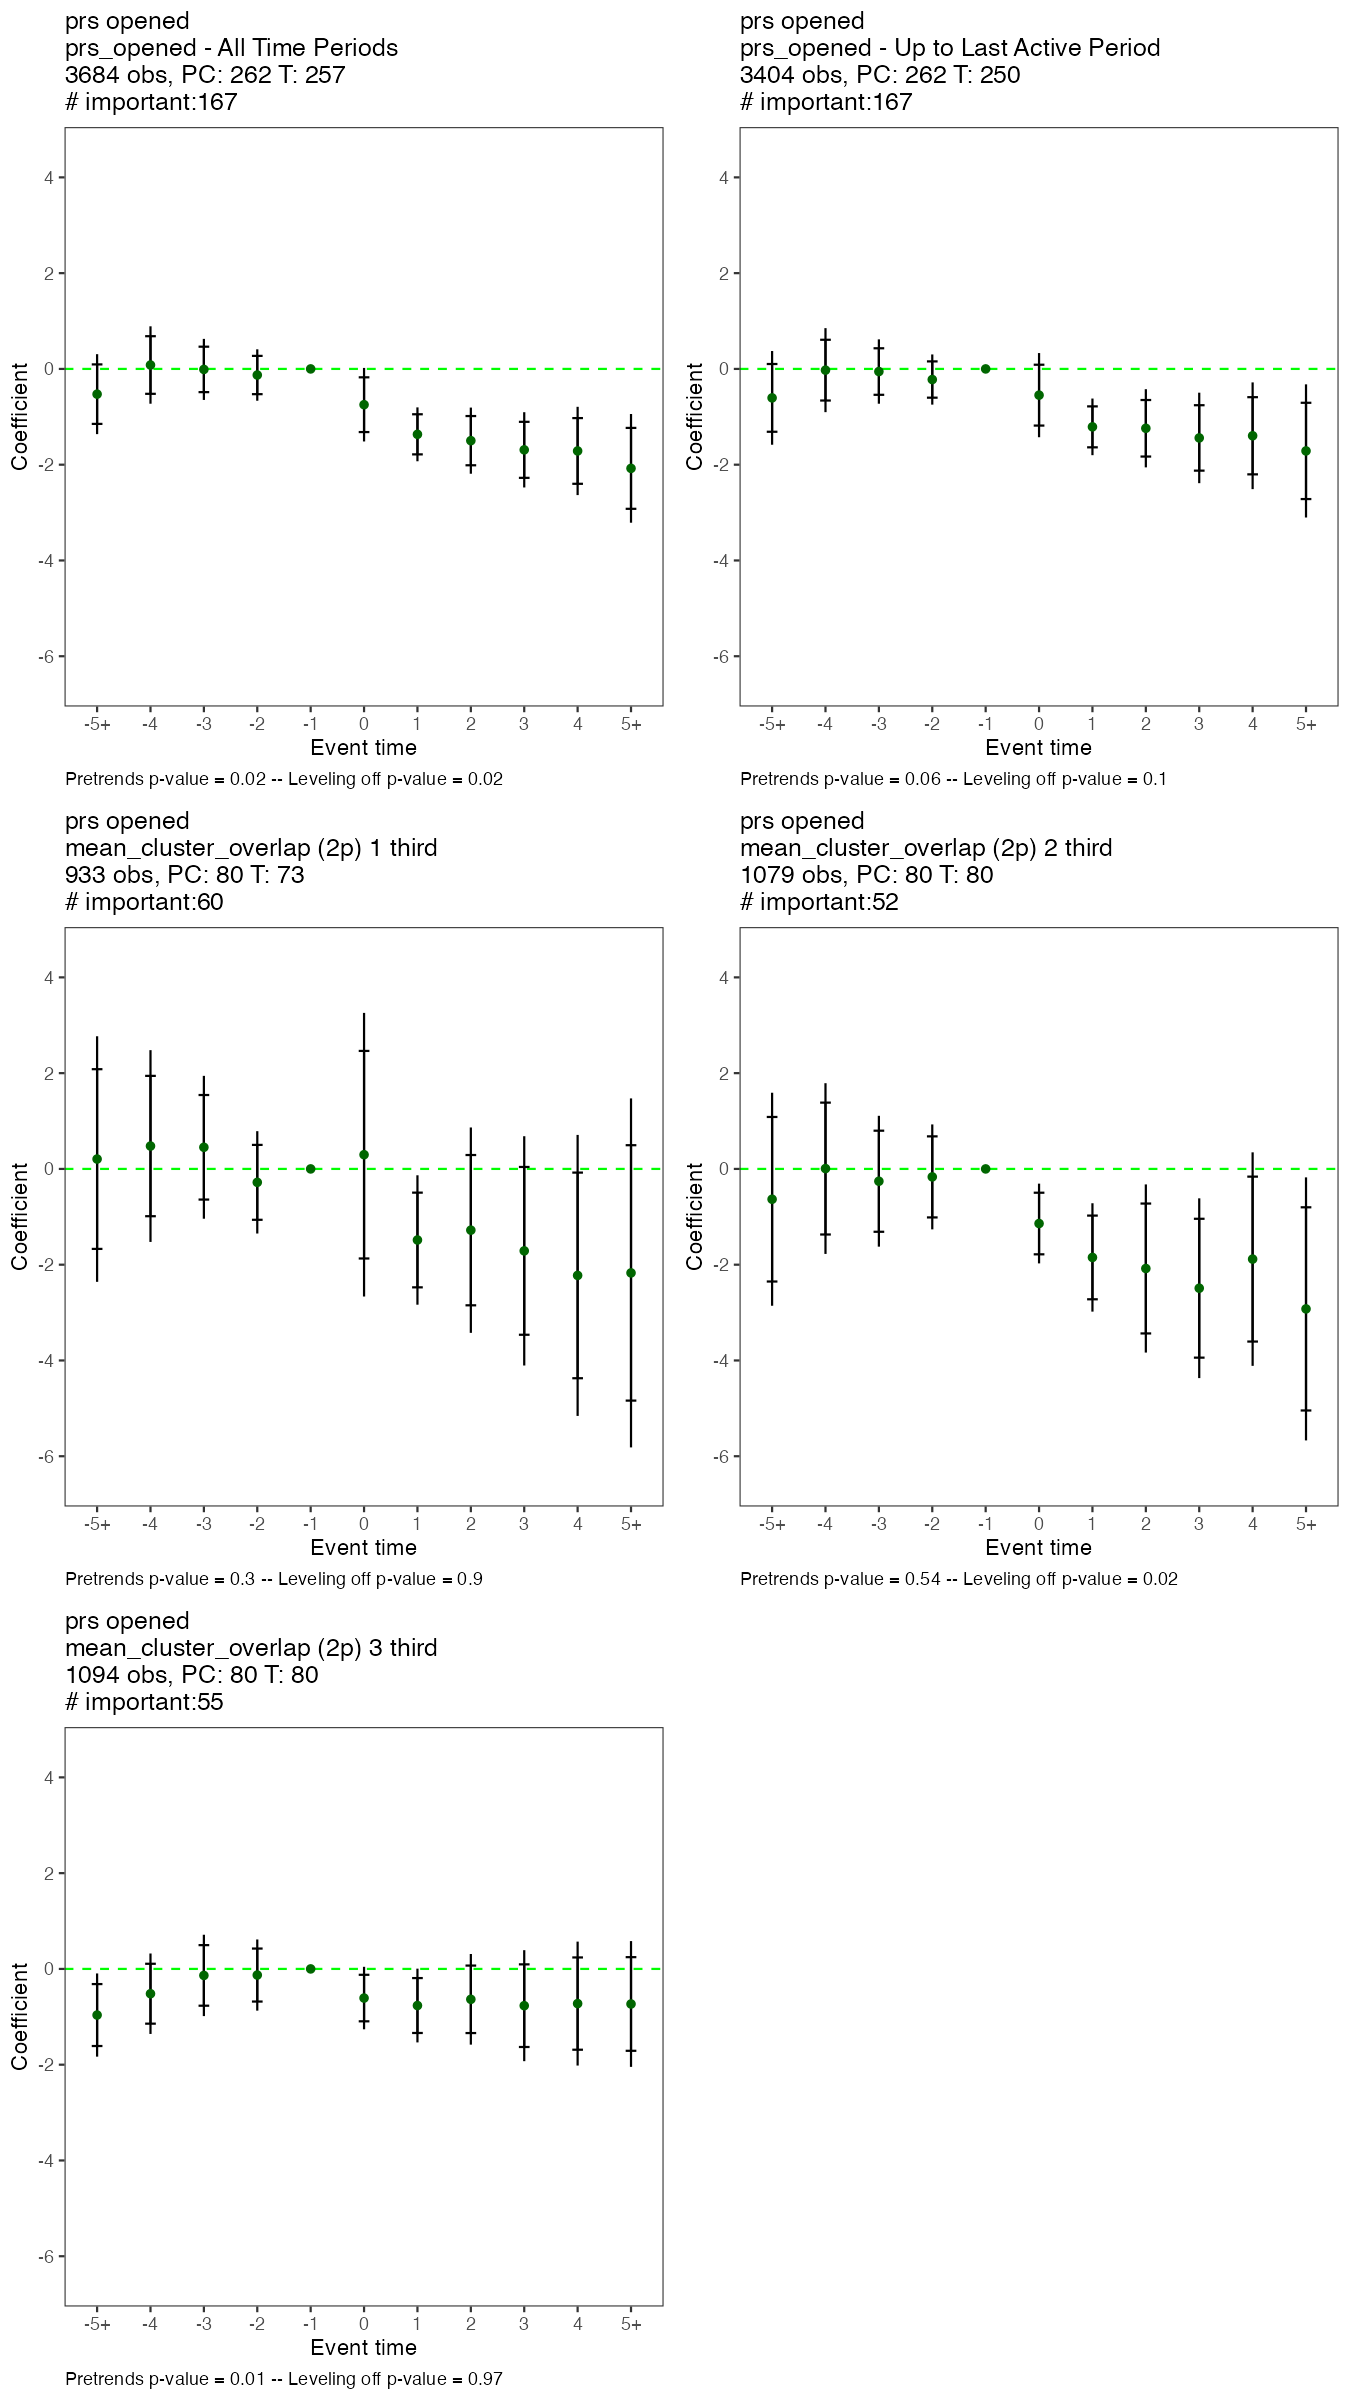 prs opened
prs_opened - All Time Periods
3684 obs, PC: 262 T: 257
# important:167
4
2
0
-2
-4
-6
Coefficient
-5+ -4 -3 -2 -1 0 1 2 3 4 5+
Event time
Pretrends p-value = 0.02 -- Leveling off p-value = 0.02
prs opened
prs_opened - Up to Last Active Period
3404 obs, PC: 262 T: 250
# important:167
4
2
0
-2
-4
-6
Coefficient
-5+ -4 -3 -2 -1 0 1 2 3 4 5+
Event time
Pretrends p-value = 0.06 -- Leveling off p-value = 0.1
prs opened
mean_cluster_overlap (2p) 1 third
933 obs, PC: 80 T: 73
# important:60
4
2
0
-2
-4
-6
Coefficient
-5+ -4 -3 -2 -1 0 1 2 3 4 5+
Event time
Pretrends p-value = 0.3 -- Leveling off p-value = 0.9
prs opened
mean_cluster_overlap (2p) 2 third
1079 obs, PC: 80 T: 80
# important:52
4
2
0
-2
-4
-6
Coefficient
-5+ -4 -3 -2 -1 0 1 2 3 4 5+
Event time
Pretrends p-value = 0.54 -- Leveling off p-value = 0.02
prs opened
mean_cluster_overlap (2p) 3 third
1094 obs, PC: 80 T: 80
# important:55
4
2
0
-2
-4
-6
Coefficient
-5+ -4 -3 -2 -1 0 1 2 3 4 5+
Event time
Pretrends p-value = 0.01 -- Leveling off p-value = 0.97